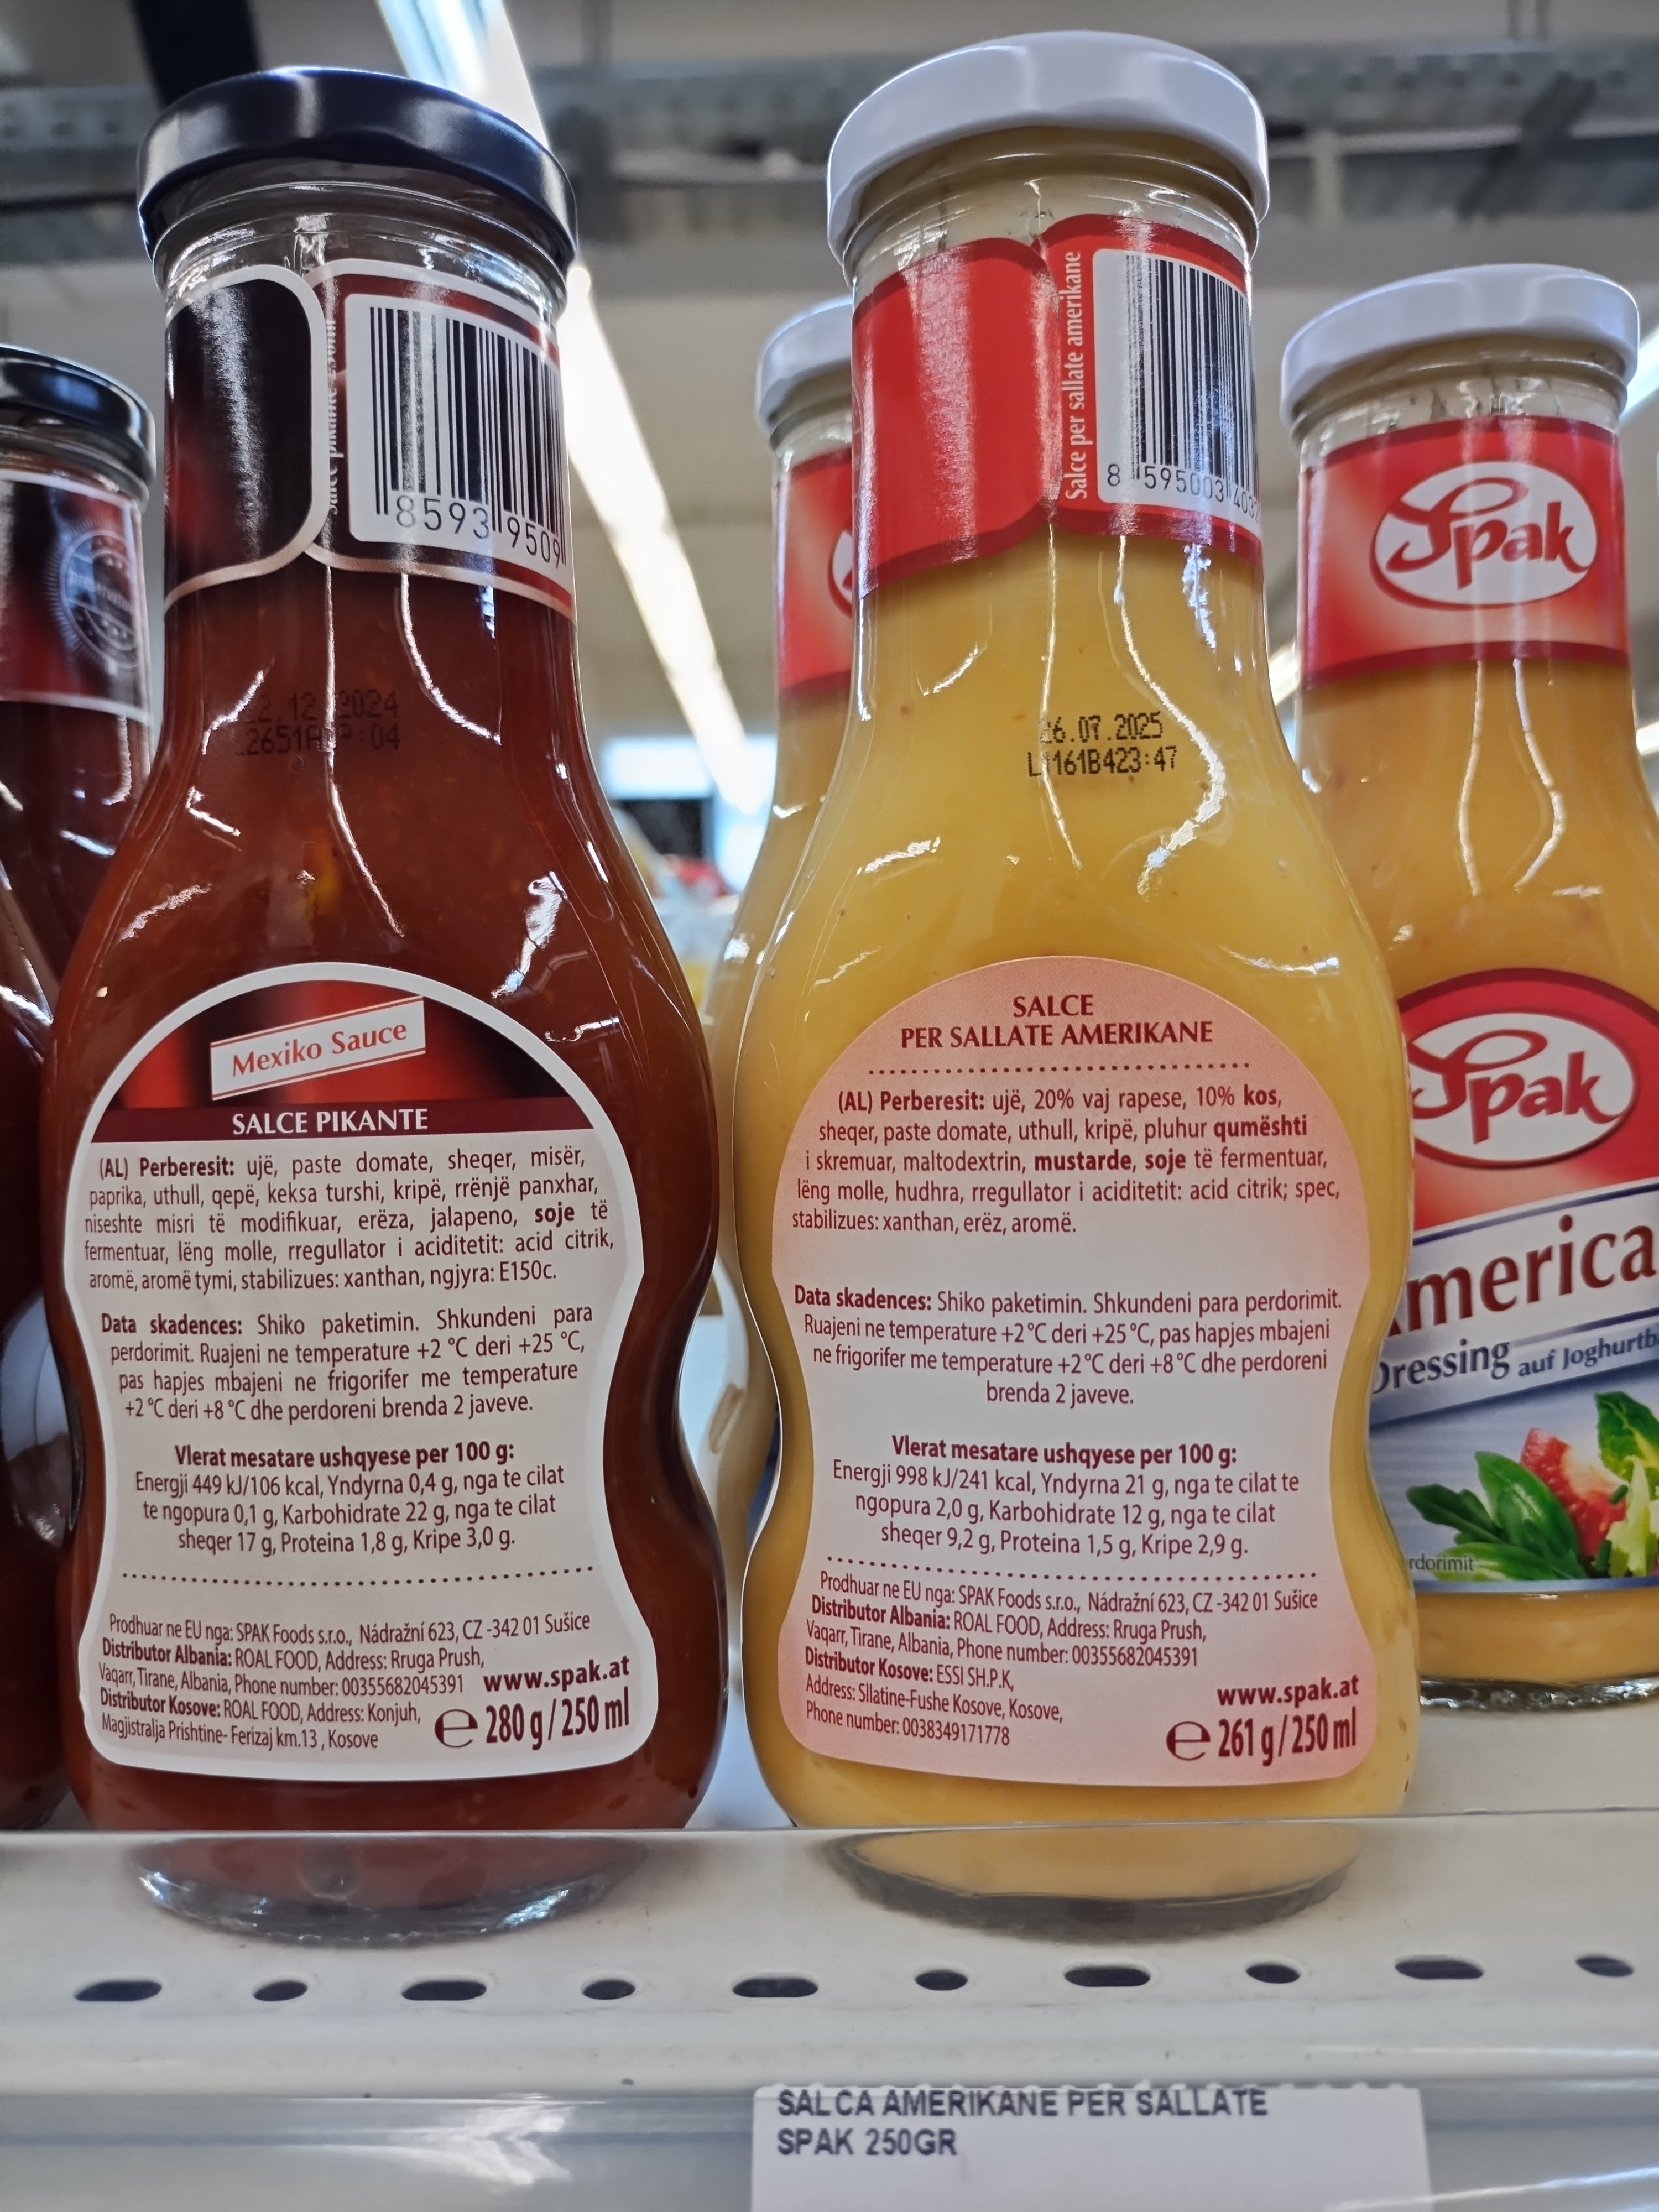 8593 9509
2.12.2024
:04
Mexiko Sauce
SALCE PIKANTE
(AL) Perberesit: ujë, paste domate, sheqer, misër,
paprika, uthull, qepë, keksa turshi, kripë, rrënjë panxhar,
niseshte misri të modifikuar, erëza, jalapeno, soje të
fermentuar, lëng molle, rregullator i aciditetit: acid citrik,
aromë, aromë tymi, stabilizues: xanthan, ngjyra: E150c.
Data skadences: Shiko paketimin. Shkundeni para
perdorimit. Ruajeni ne temperature +2 °C deri +25 °C,
pas hapjes mbajeni ne frigorifer me temperature
+2 °C deri +8 °C dhe perdoreni brenda 2 javeve.
Vlerat mesatare ushqyese per 100 g:
Energji 449 kJ/106 kcal, Yndyrna 0,4 g, nga te cilat
te ngopura 0,1 g, Karbohidrate 22 g, nga te cilat
sheqer 17 g, Proteina 1,8 g, Kripe 3,0 g.
Prodhuar ne EU nga: SPAK Foods s.r.o., Nádražní 623, CZ -342 01 Sušice
Distributor Albania: ROAL FOOD, Address: Rruga Prush,
Vaqarr, Tirane, Albania, Phone number: 00355682045391
Distributor Kosove: ROAL FOOD, Address: Konjuh,
Magjistralja Prishtine- Ferizaj km.13 , Kosove
www.spak.at
℮ 280 g / 250 ml
Salce per sallate amerikane
8 595003 403
6.07.2025
161B423:47
SALCE
PER SALLATE AMERIKANE
(AL) Perberesit: ujë, 20% vaj rapese, 10% kos,
sheqer, paste domate, uthull, kripë, pluhur qumështi
i skremuar, maltodextrin, mustarde, soje të fermentuar,
lëng molle, hudhra, rregullator i aciditetit: acid citrik; spec,
stabilizues: xanthan, erëz, aromë.
Data skadences: Shiko paketimin. Shkundeni para perdorimit.
Ruajeni ne temperature +2°C deri +25°C, pas hapjes mbajeni
ne frigorifer me temperature +2°C deri +8°C dhe perdoreni
brenda 2 javeve.
Vlerat mesatare ushqyese per 100 g:
Energji 998 kJ/241 kcal, Yndyrna 21 g, nga te cilat te
ngopura 2,0 g, Karbohidrate 12 g, nga te cilat
sheqer 9,2 g, Proteina 1,5 g, Kripe 2,9 g.
Prodhuar ne EU nga: SPAK Foods s.r.o., Nádražní 623, CZ -342 01 Sušice
Distributor Albania: ROAL FOOD, Address: Rruga Prush,
Vaqarr, Tirane, Albania, Phone number: 00355682045391
Distributor Kosove: ESSI SH.P.K,
Address: Sllatine-Fushe Kosove, Kosove,
Phone number: 0038349171778
www.spak.at
℮ 261 g / 250 ml
Spak
Spak
America
Dressing auf Joghurtb
rdorimit
SALCA AMERIKANE PER SALLATE
SPAK 250GR